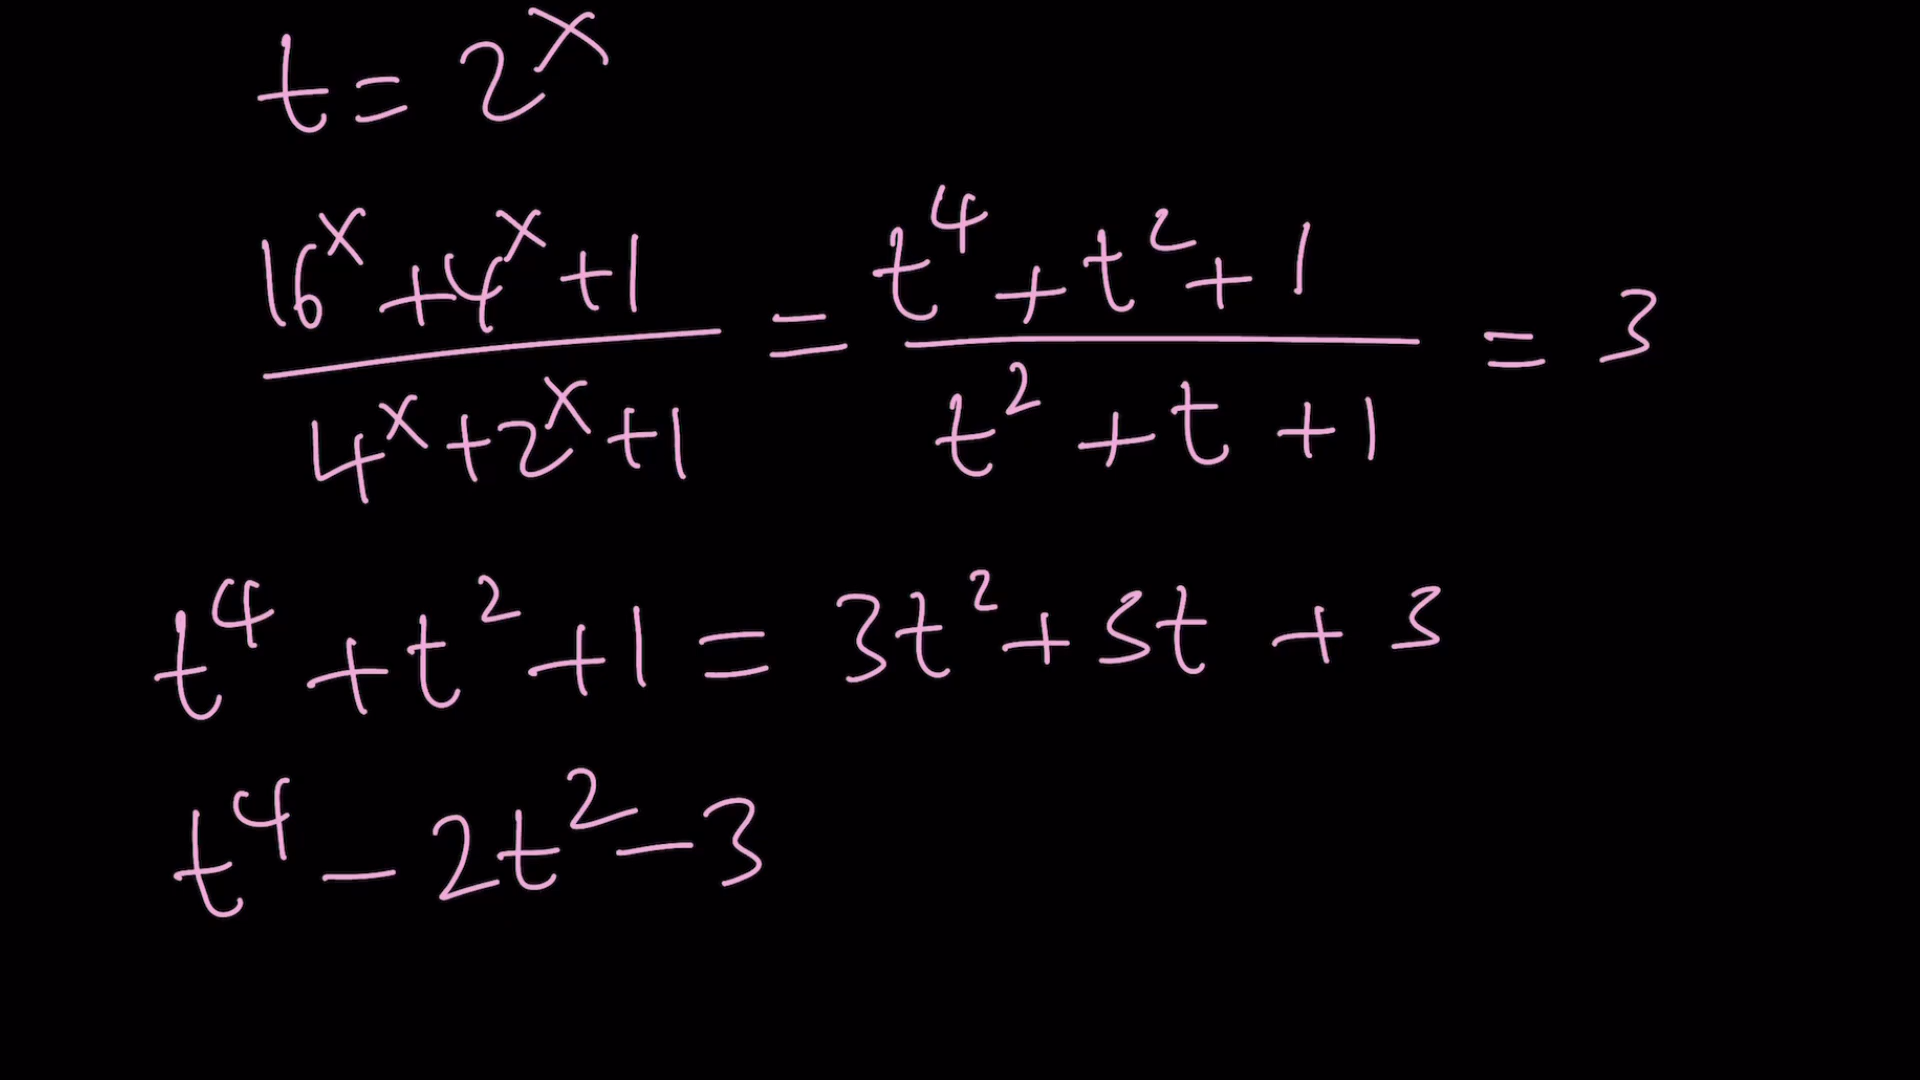 t = 2^x
(16^x + 4^x + 1)/(4^x + 2^x + 1) = (t^4 + t^2 + 1)/(t^2 + t + 1) = 3
t^4 + t^2 + 1 = 3t^2 + 3t + 3
t^4 - 2t^2 - 3